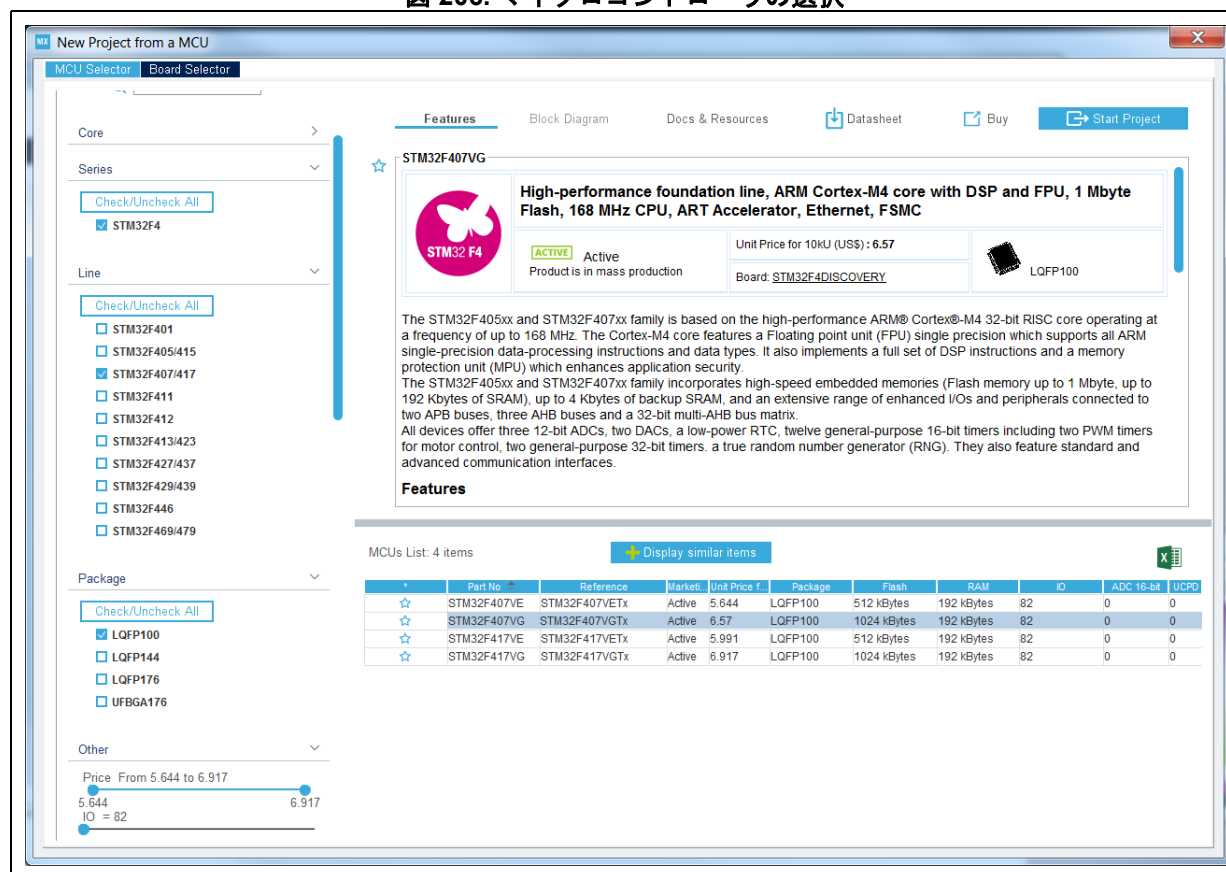 図 208. マイクロコントローラの選択
MX New Project from a MCU
MCU Selector Board Selector
Core
Series
Check/Uncheck All
STM32F4
Line
Check/Uncheck All
STM32F401
STM32F405/415
STM32F407/417
STM32F411
STM32F412
STM32F413/423
STM32F427/437
STM32F429/439
STM32F446
STM32F469/479
Package
Check/Uncheck All
LQFP100
LQFP144
LQFP176
UFBGA176
Other
Price From 5.644 to 6.917
5.644 6.917
IO = 82
Features Block Diagram Docs & Resources Datasheet Buy Start Project
STM32F407VG
STM32 F4
High-performance foundation line, ARM Cortex-M4 core with DSP and FPU, 1 Mbyte
Flash, 168 MHz CPU, ART Accelerator, Ethernet, FSMC
ACTIVE Active
Product is in mass production
Unit Price for 10kU (US$) : 6.57
Board: STM32F4DISCOVERY
LQFP100
The STM32F405xx and STM32F407xx family is based on the high-performance ARM® Cortex®-M4 32-bit RISC core operating at
a frequency of up to 168 MHz. The Cortex-M4 core features a Floating point unit (FPU) single precision which supports all ARM
single-precision data-processing instructions and data types. It also implements a full set of DSP instructions and a memory
protection unit (MPU) which enhances application security.
The STM32F405xx and STM32F407xx family incorporates high-speed embedded memories (Flash memory up to 1 Mbyte, up to
192 Kbytes of SRAM), up to 4 Kbytes of backup SRAM, and an extensive range of enhanced I/Os and peripherals connected to
two APB buses, three AHB buses and a 32-bit multi-AHB bus matrix.
All devices offer three 12-bit ADCs, two DACs, a low-power RTC, twelve general-purpose 16-bit timers including two PWM timers
for motor control, two general-purpose 32-bit timers. a true random number generator (RNG). They also feature standard and
advanced communication interfaces.
Features
MCUs List: 4 items
Display similar items
* Part No Reference Marketi... Unit Price f... Package Flash RAM IO ADC 16-bit UCPD
STM32F407VE STM32F407VETx Active 5.644 LQFP100 512 kBytes 192 kBytes 82 0 0
STM32F407VG STM32F407VGTx Active 6.57 LQFP100 1024 kBytes 192 kBytes 82 0 0
STM32F417VE STM32F417VETx Active 5.991 LQFP100 512 kBytes 192 kBytes 82 0 0
STM32F417VG STM32F417VGTx Active 6.917 LQFP100 1024 kBytes 192 kBytes 82 0 0